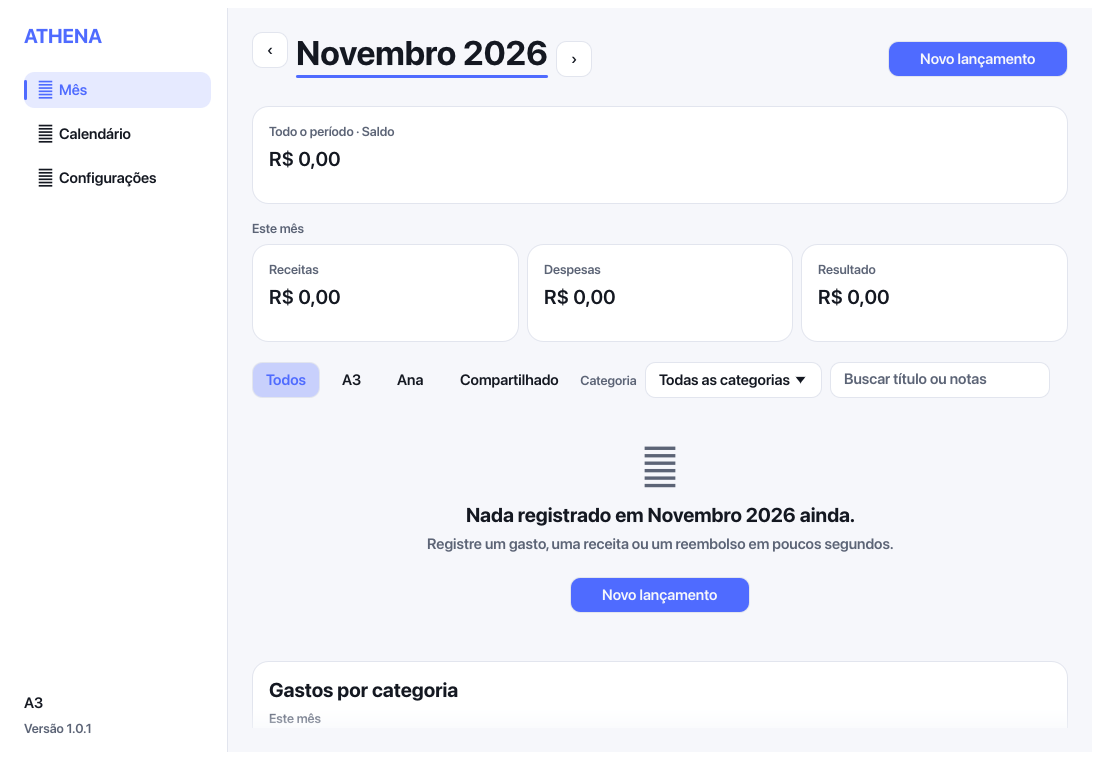 ATHENA
Mês
Calendário
Configurações
A3
Versão 1.0.1
‹ Novembro 2026 ›
Novo lançamento
Todo o período · Saldo
R$ 0,00
Este mês
Receitas
R$ 0,00
Despesas
R$ 0,00
Resultado
R$ 0,00
Todos A3 Ana Compartilhado Categoria Todas as categorias ▼ Buscar título ou notas
Nada registrado em Novembro 2026 ainda.
Registre um gasto, uma receita ou um reembolso em poucos segundos.
Novo lançamento
Gastos por categoria
Este mês